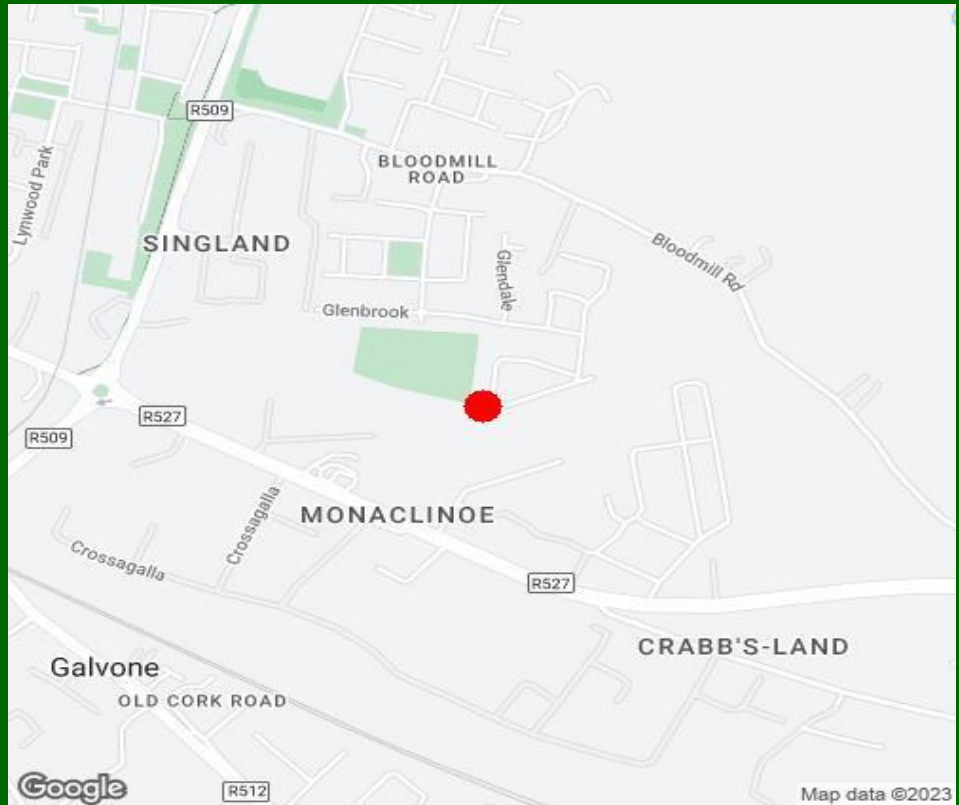 R509
BLOODMILL
ROAD
Lynwood Park
SINGLAND
Bloodmill Rd
Glendale
Glenbrook
R527
R509
Crossagalla
MONACLINOE
Crossagalla
R527
CRABB'S-LAND
Galvone
OLD CORK ROAD
Google
R512
Map data ©2023